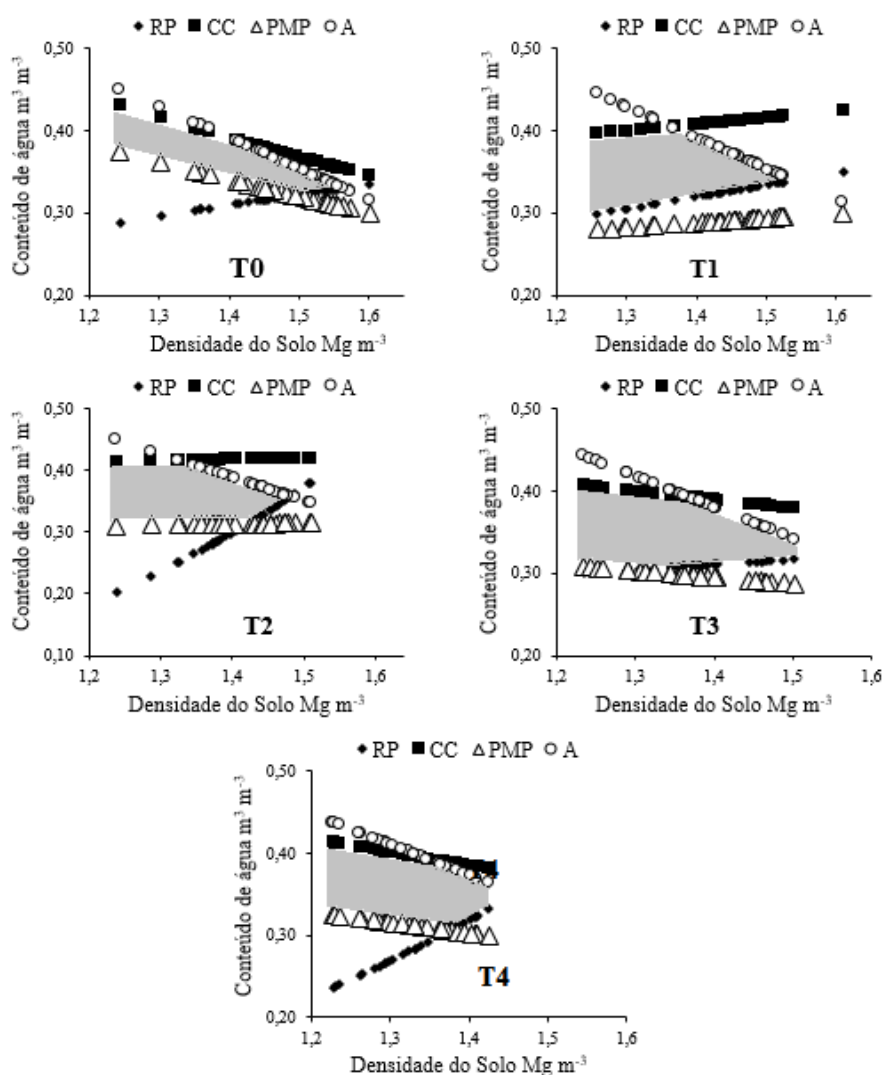 ◆ RP ■ CC △ PMP ○ A
Conteúdo de água m³ m⁻³
0,50
0,40
0,30
0,20
T0
1,2 1,3 1,4 1,5 1,6
Densidade do Solo Mg m⁻³
◆ RP ■ CC △ PMP ○ A
Conteúdo de água m³ m⁻³
0,50
0,40
0,30
0,20
T1
1,2 1,3 1,4 1,5 1,6
Densidade do Solo Mg m⁻³
◆ RP ■ CC △ PMP ○ A
Conteúdo de água m³ m⁻³
0,50
0,40
0,30
0,20
0,10
T2
1,2 1,3 1,4 1,5 1,6
Densidade do Solo Mg m⁻³
◆ RP ■ CC △ PMP ○ A
Conteúdo de água m³ m⁻³
0,50
0,40
0,30
0,20
T3
1,2 1,3 1,4 1,5 1,6
Densidade do Solo Mg m⁻³
◆ RP ■ CC △ PMP ○ A
Conteúdo de água m³ m⁻³
0,50
0,40
0,30
0,20
T4
1,2 1,3 1,4 1,5 1,6
Densidade do Solo Mg m⁻³